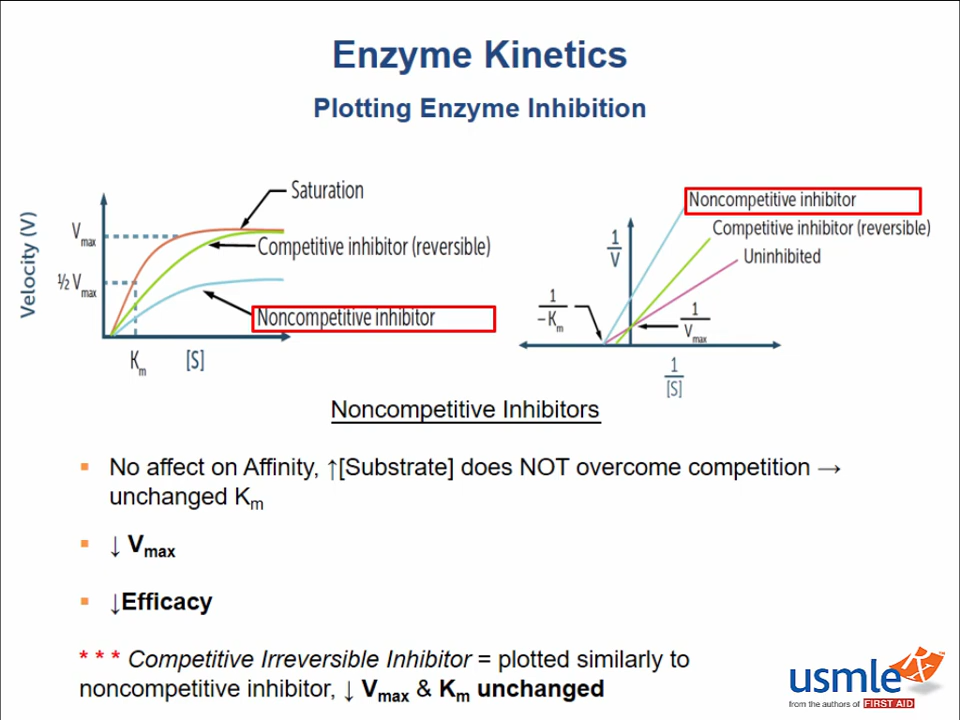 Enzyme Kinetics
Plotting Enzyme Inhibition
Velocity (V)
Vmax
½ Vmax
Km
[S]
Saturation
Competitive inhibitor (reversible)
Noncompetitive inhibitor
1
V
1
−Km
Noncompetitive inhibitor
Competitive inhibitor (reversible)
Uninhibited
1
Vmax
1
[S]
Noncompetitive Inhibitors
▪ No affect on Affinity, ↑[Substrate] does NOT overcome competition →
unchanged Km
▪ ↓ Vmax
▪ ↓Efficacy
* * * Competitive Irreversible Inhibitor = plotted similarly to
noncompetitive inhibitor, ↓ Vmax & Km unchanged
usmle Rx™
from the authors of FIRST AID